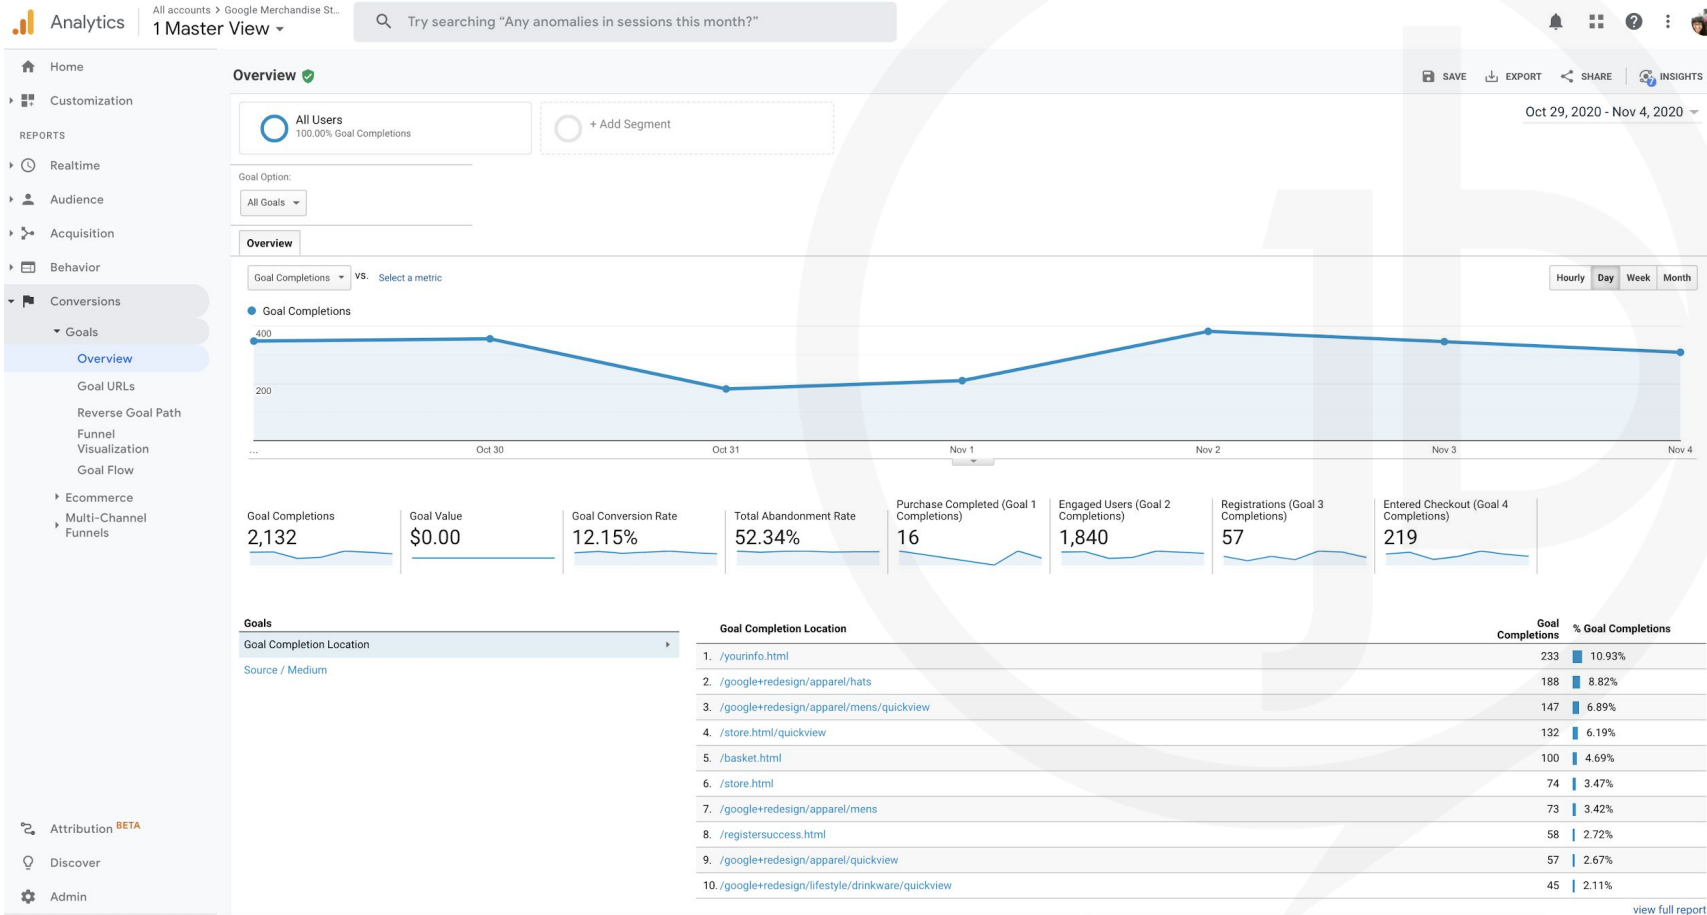 All accounts > Google Merchandise St...
Analytics
1 Master View
Try searching “Any anomalies in sessions this month?”
Home
Customization
REPORTS
Realtime
Audience
Acquisition
Behavior
Conversions
Goals
Overview
Goal URLs
Reverse Goal Path
Funnel
Visualization
Goal Flow
Ecommerce
Multi-Channel
Funnels
Attribution BETA
Discover
Admin
Overview
SAVE
EXPORT
SHARE
7
INSIGHTS
All Users
100.00% Goal Completions
+ Add Segment
Oct 29, 2020 - Nov 4, 2020
Goal Option:
All Goals
Overview
Goal Completions
VS.
Select a metric
Hourly
Day
Week
Month
Goal Completions
400
200
...
Oct 30
Oct 31
Nov 1
Nov 2
Nov 3
Nov 4
Goal Completions
2,132
Goal Value
$0.00
Goal Conversion Rate
12.15%
Total Abandonment Rate
52.34%
Purchase Completed (Goal 1
Completions)
16
Engaged Users (Goal 2
Completions)
1,840
Registrations (Goal 3
Completions)
57
Entered Checkout (Goal 4
Completions)
219
Goals
Goal Completion Location
Source / Medium
Goal Completion Location
Goal
Completions
% Goal Completions
1. /yourinfo.html 233 10.93%
2. /google+redesign/apparel/hats 188 8.82%
3. /google+redesign/apparel/mens/quickview 147 6.89%
4. /store.html/quickview 132 6.19%
5. /basket.html 100 4.69%
6. /store.html 74 3.47%
7. /google+redesign/apparel/mens 73 3.42%
8. /registersuccess.html 58 2.72%
9. /google+redesign/apparel/quickview 57 2.67%
10. /google+redesign/lifestyle/drinkware/quickview 45 2.11%
view full report
jb